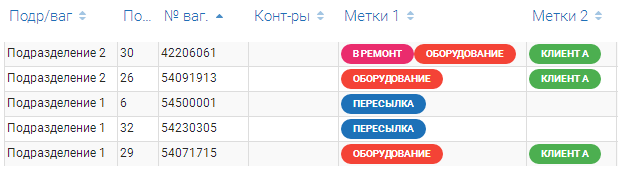 Подр/ваг По... № ваг. Конт-ры Метки 1 Метки 2
Подразделение 2 30 42206061 В РЕМОНТ ОБОРУДОВАНИЕ КЛИЕНТ А
Подразделение 2 26 54091913 ОБОРУДОВАНИЕ КЛИЕНТ А
Подразделение 1 6 54500001 ПЕРЕСЫЛКА
Подразделение 1 32 54230305 ПЕРЕСЫЛКА
Подразделение 1 29 54071715 ОБОРУДОВАНИЕ КЛИЕНТ А